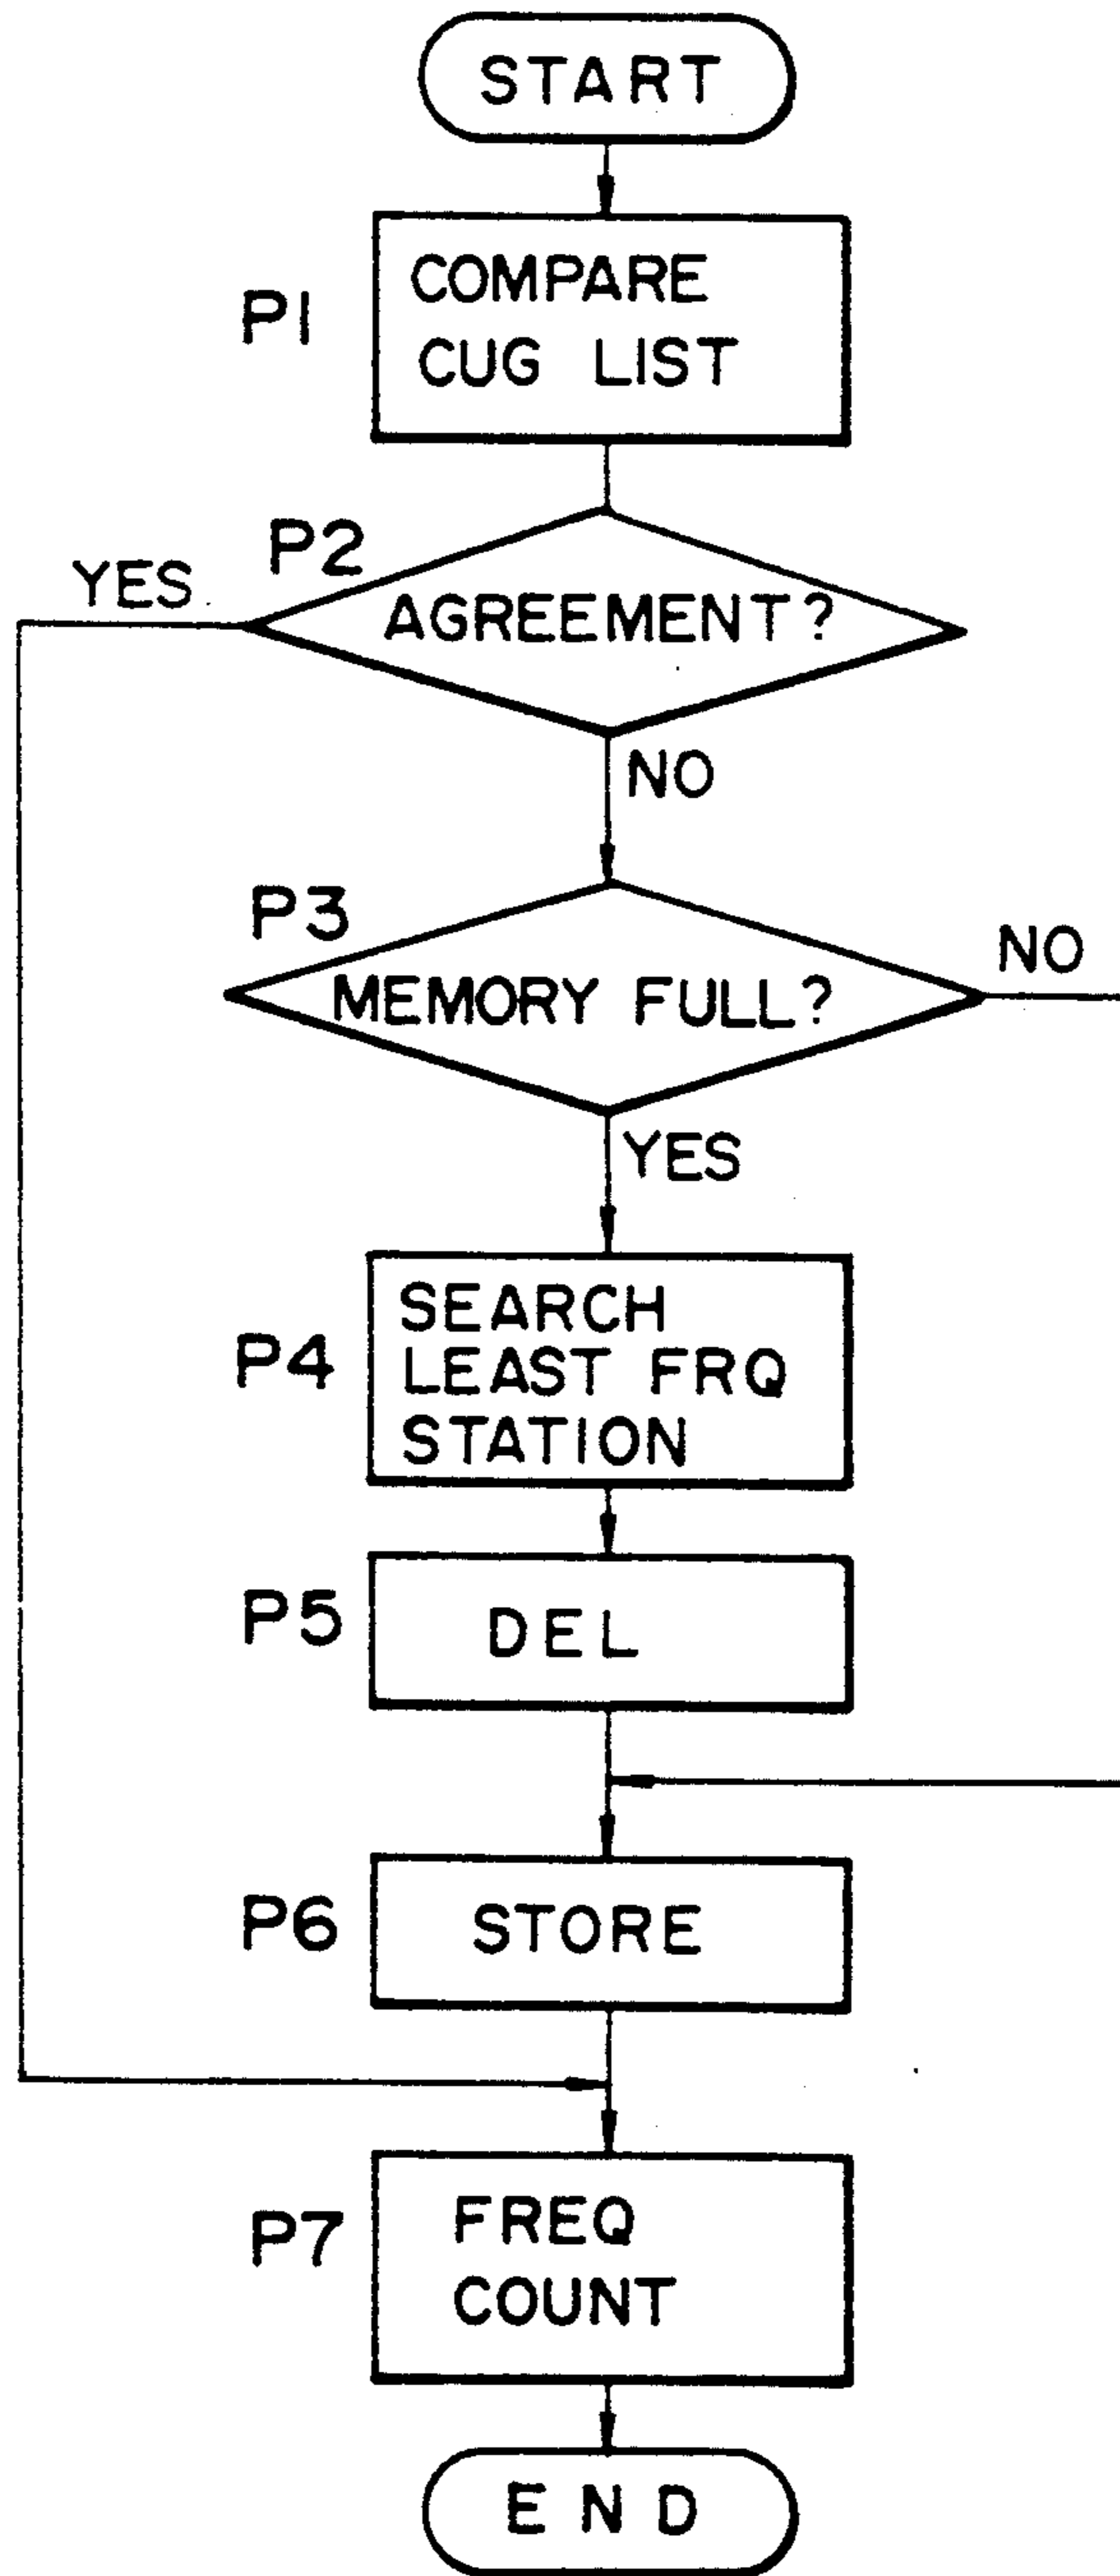 START
P1
COMPARE
CUG LIST
P2
YES
AGREEMENT?
NO
P3
NO
MEMORY FULL?
YES
P4
SEARCH
LEAST FRQ
STATION
P5
DEL
P6
STORE
P7
FREQ
COUNT
END